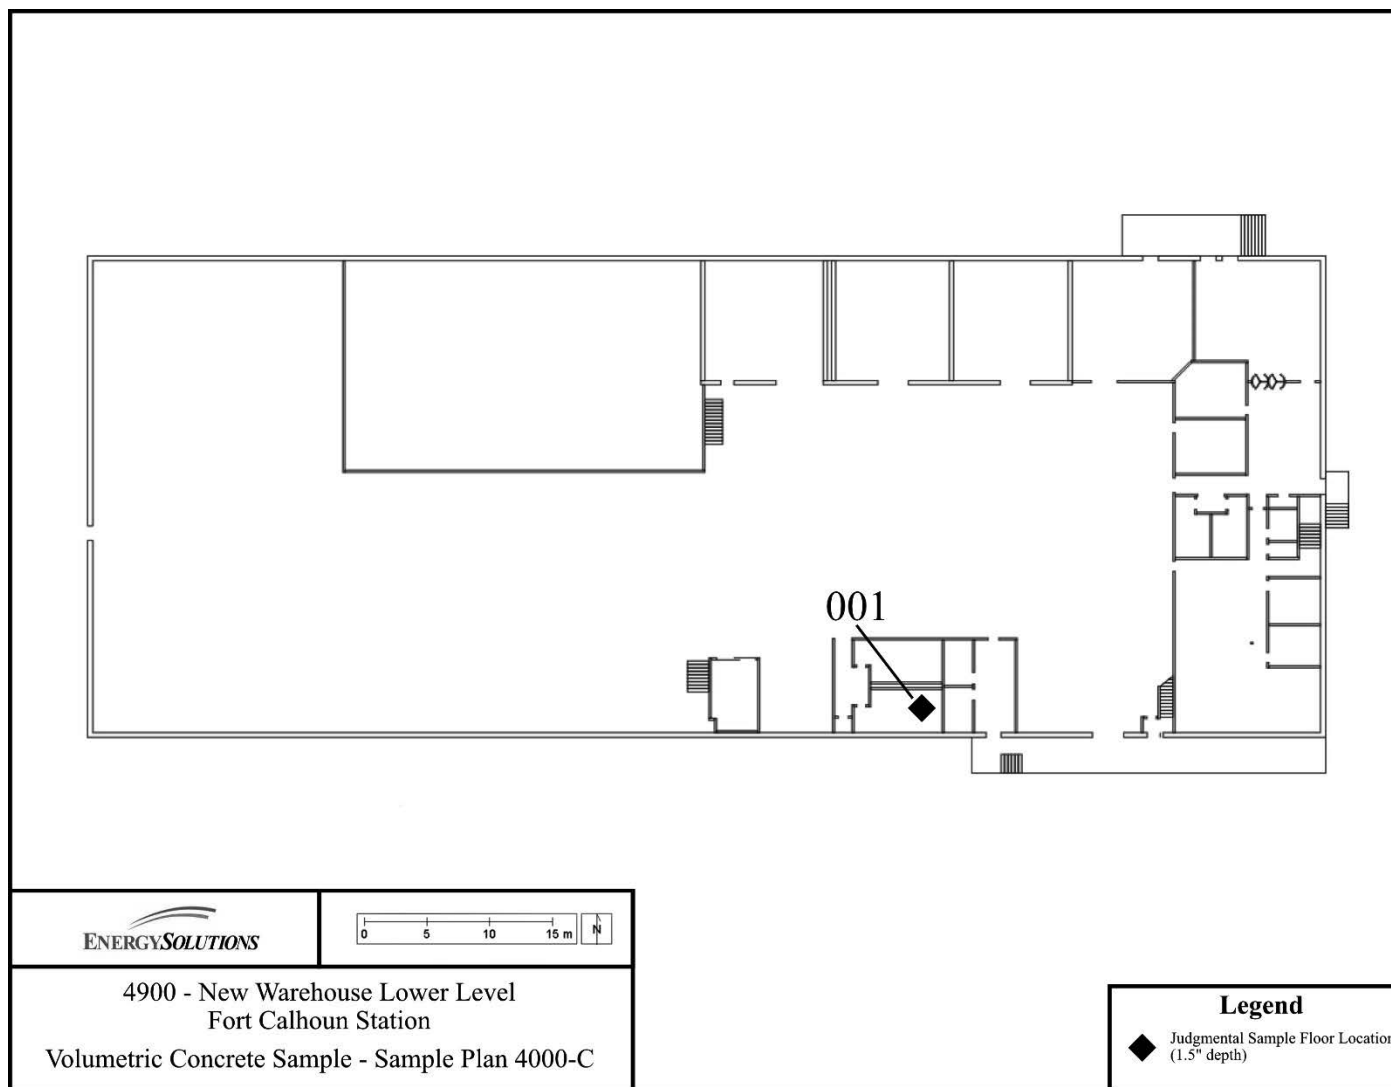 001
ENERGYSOLUTIONS
0 5 10 15 m N
4900 - New Warehouse Lower Level
Fort Calhoun Station
Volumetric Concrete Sample - Sample Plan 4000-C
Legend
Judgmental Sample Floor Location
(1.5" depth)